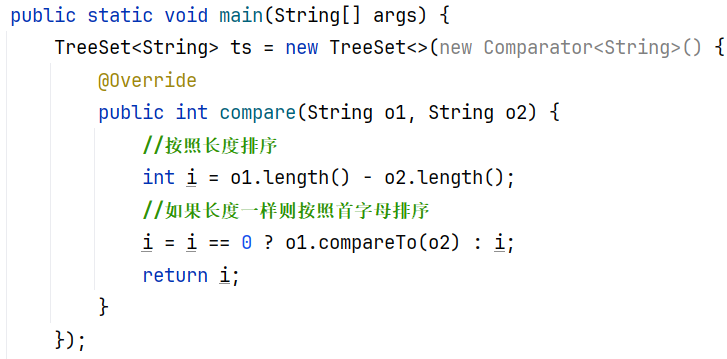 public static void main(String[] args) {
    TreeSet<String> ts = new TreeSet<>(new Comparator<String>() {
        @Override
        public int compare(String o1, String o2) {
            //按照长度排序
            int i = o1.length() - o2.length();
            //如果长度一样则按照首字母排序
            i = i == 0 ? o1.compareTo(o2) : i;
            return i;
        }
    });